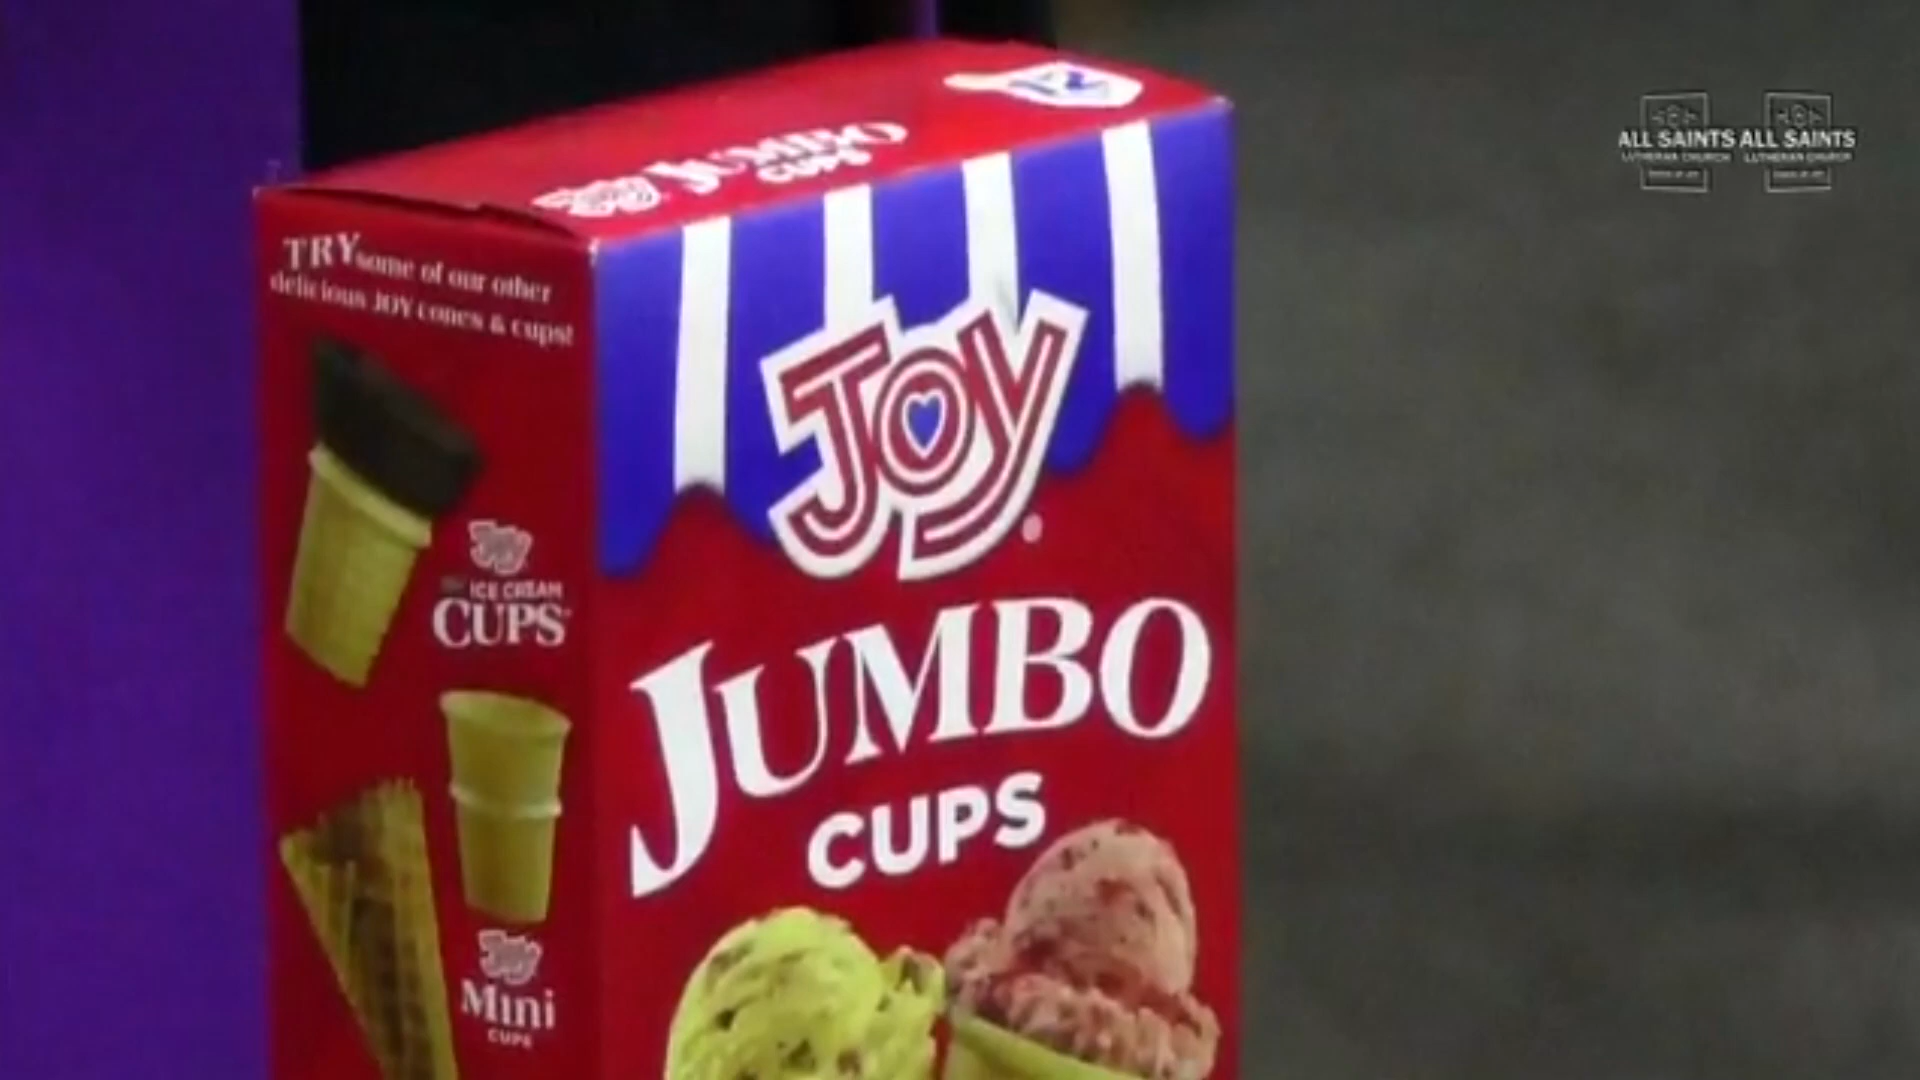 12
Joy JUMBO
CUPS
TRY some of our other
delicious JOY cones & cups!
Joy
ICE CREAM
CUPS
Joy
Mini
CUPS
Joy
JUMBO
CUPS
ALL SAINTS ALL SAINTS
LUTHERAN CHURCH LUTHERAN CHURCH